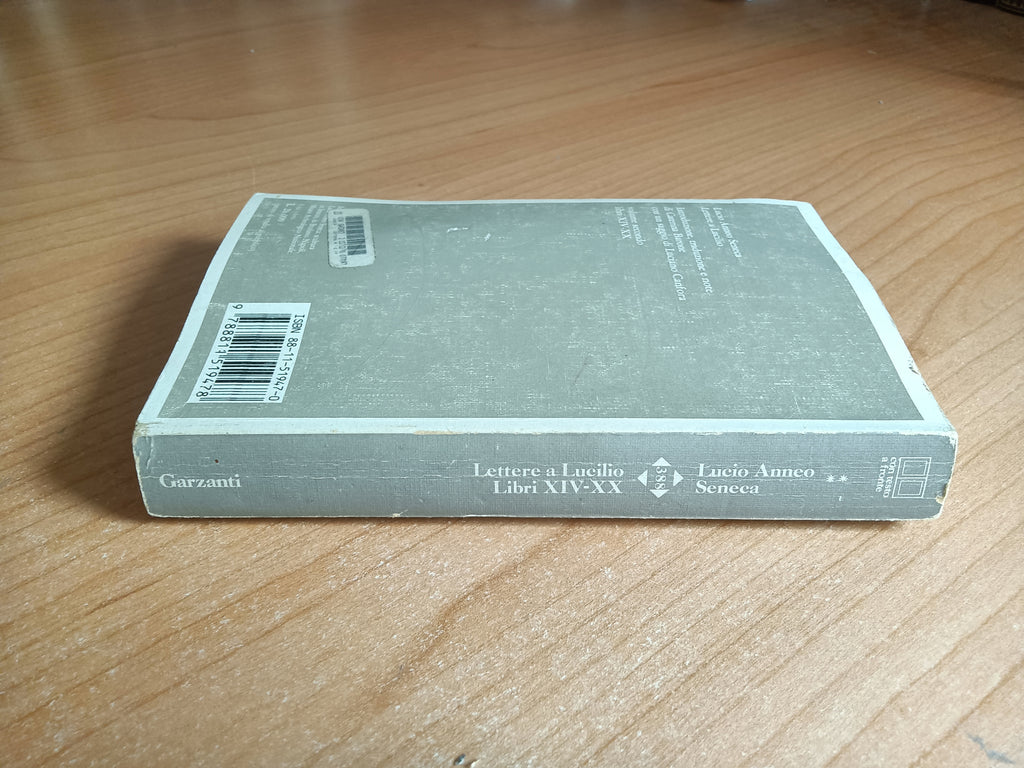 Lucio Anneo Seneca
Lettere a Lucilio
Introduzione, traduzione e note
di Caterina Barone
con un saggio di Luciano Canfora
volume secondo
libri XIV-XX
ISBN 88-11-51947-0
9 788811 519478
Garzanti
Lettere a Lucilio
Libri XIV-XX
388
Lucio Anneo
Seneca
**
con testo
a fronte